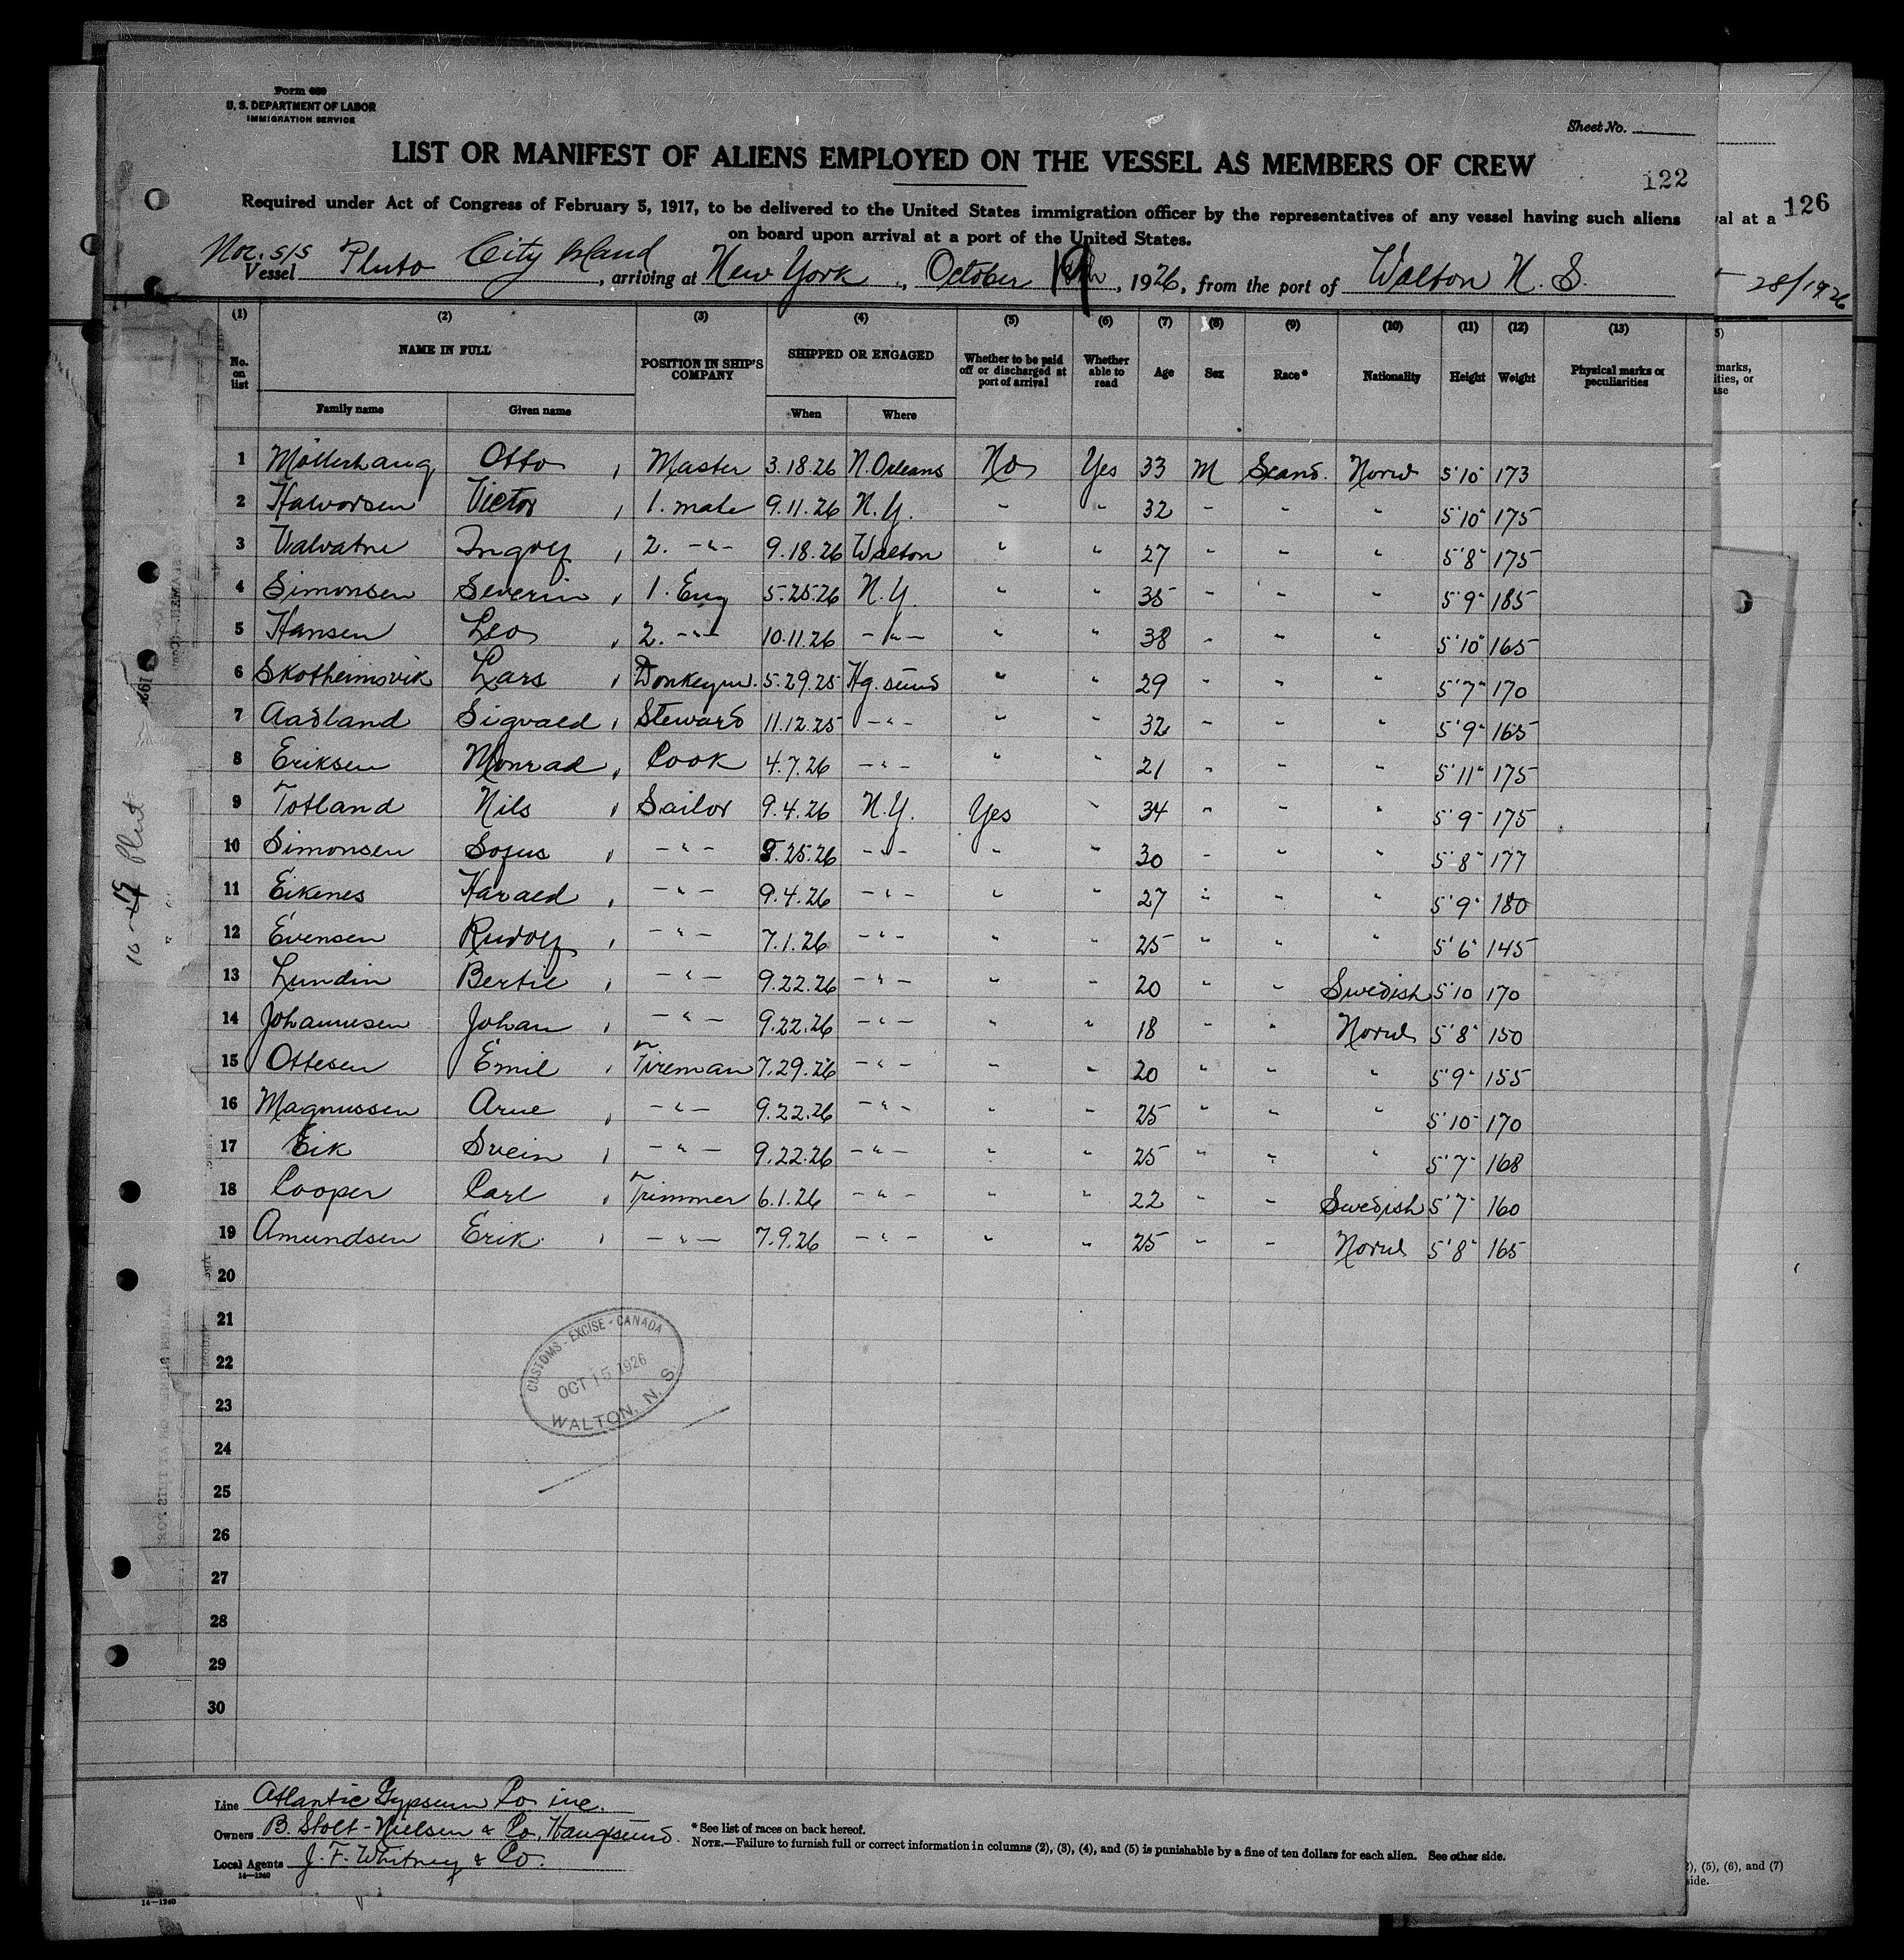 Form 689
U. S. DEPARTMENT OF LABOR
IMMIGRATION SERVICE
Sheet No.
LIST OR MANIFEST OF ALIENS EMPLOYED ON THE VESSEL AS MEMBERS OF CREW
122
Required under Act of Congress of February 5, 1917, to be delivered to the United States immigration officer by the representatives of any vessel having such aliens
on board upon arrival at a port of the United States.
val at a 126
Nor. S/S
Vessel Pluto City Island, arriving at New York, October 19th, 1926, from the port of Walton N. S.
28/1926
(1) (2) (3) (4) (5) (6) (7) (8) (9) (10) (11) (12) (13)
No. on list
NAME IN FULL
Family name
Given name
POSITION IN SHIP'S COMPANY
SHIPPED OR ENGAGED
When
Where
Whether to be paid off or discharged at port of arrival
Whether able to read
Age
Sex
Race*
Nationality
Height
Weight
Physical marks or peculiarities
1 Möllerhaug Otto , Master 3.18.26 N. Orleans No Yes 33 M Scand. Norw 5'10" 173
2 Halvorsen Victor , 1. mate 9.11.26 N.Y. " " 32 " " " 5'10" 175
3 Valvatne Ingolf , 2. -"- 9.18.26 Walton " " 27 " " " 5'8" 175
4 Simonsen Severin , 1. Eng 5.25.26 N.Y. " " 35 " " " 5'9" 185
5 Hansen Leo , 2. -"- 10.11.26 -"- " " 38 " " " 5'10" 165
6 Skotheimsvik Lars , Donkeym. 5.29.25 Hg.sund " " 29 " " " 5'7" 170
7 Aadland Sigvald , Steward 11.12.25 -"- " " 32 " " " 5'9" 165
8 Eriksen Monrad , Cook 4.7.26 -"- " " 21 " " " 5'11" 175
9 Totland Nils , Sailor 9.4.26 N.Y. Yes " 34 " " " 5'9" 175
10 Simonsen Sofus , -"- 5.25.26 -"- " " 30 " " " 5'8" 177
11 Eikenes Harald , -"- 9.4.26 -"- " " 27 " " " 5'9" 180
12 Evensen Rudolf , -"- 7.1.26 -"- " " 25 " " " 5'6" 145
13 Lundin Bertil , -"- 9.22.26 -"- " " 20 " " Swedish 5'10 170
14 Johannesen Johan , -"- 9.22.26 -"- " " 18 " " Norw 5'8" 150
15 Ottesen Emil , Fireman 7.29.26 -"- " " 20 " " " 5'9" 155
16 Magnussen Arne , -"- 9.22.26 -"- " " 25 " " " 5'10" 170
17 Eik Svein , -"- 9.22.26 -"- " " 25 " " " 5'7" 168
18 Cooper Carl , Trimmer 6.1.26 -"- " " 22 " " Swedish 5'7" 160
19 Amundsen Erik , -"- 7.9.26 -"- " " 25 " " Norw 5'8" 165
20
21
22
23
24
25
26
27
28
29
30
CUSTOMS - EXCISE - CANADA
OCT 15 1926
WALTON, N. S.
Line Atlantic Gypsum Co inc.
Owners B. Stolt-Nielsen & Co, Haugesund.
Local Agents J. F. Whitney & Co.
14—1240
* See list of races on back hereof.
NOTE.—Failure to furnish full or correct information in columns (2), (3), (4), and (5) is punishable by a fine of ten dollars for each alien. See other side.
), (5), (6), and (7)
side.
14—1240